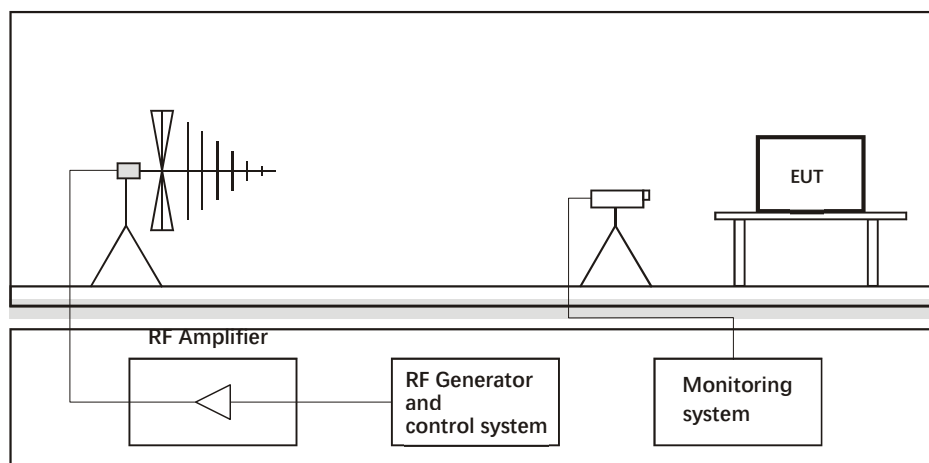 EUT
RF Amplifier
RF Generator
and
control system
Monitoring
system